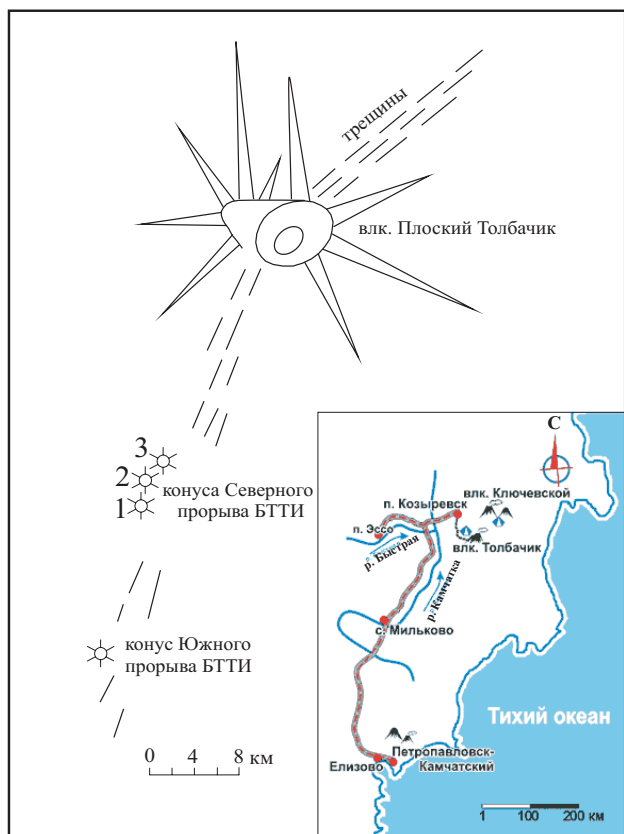 трещины
влк. Плоский Толбачик
3
2
1
конуса Северного
прорыва БТТИ
конус Южного
прорыва БТТИ
0 4 8 км
С
влк. Ключевской
п. Козыревск
п. Эссо
р. Быстрая
влк. Толбачик
р. Камчатка
с. Мильково
Тихий океан
Петропавловск-
Камчатский
Елизово
1 100 200 км